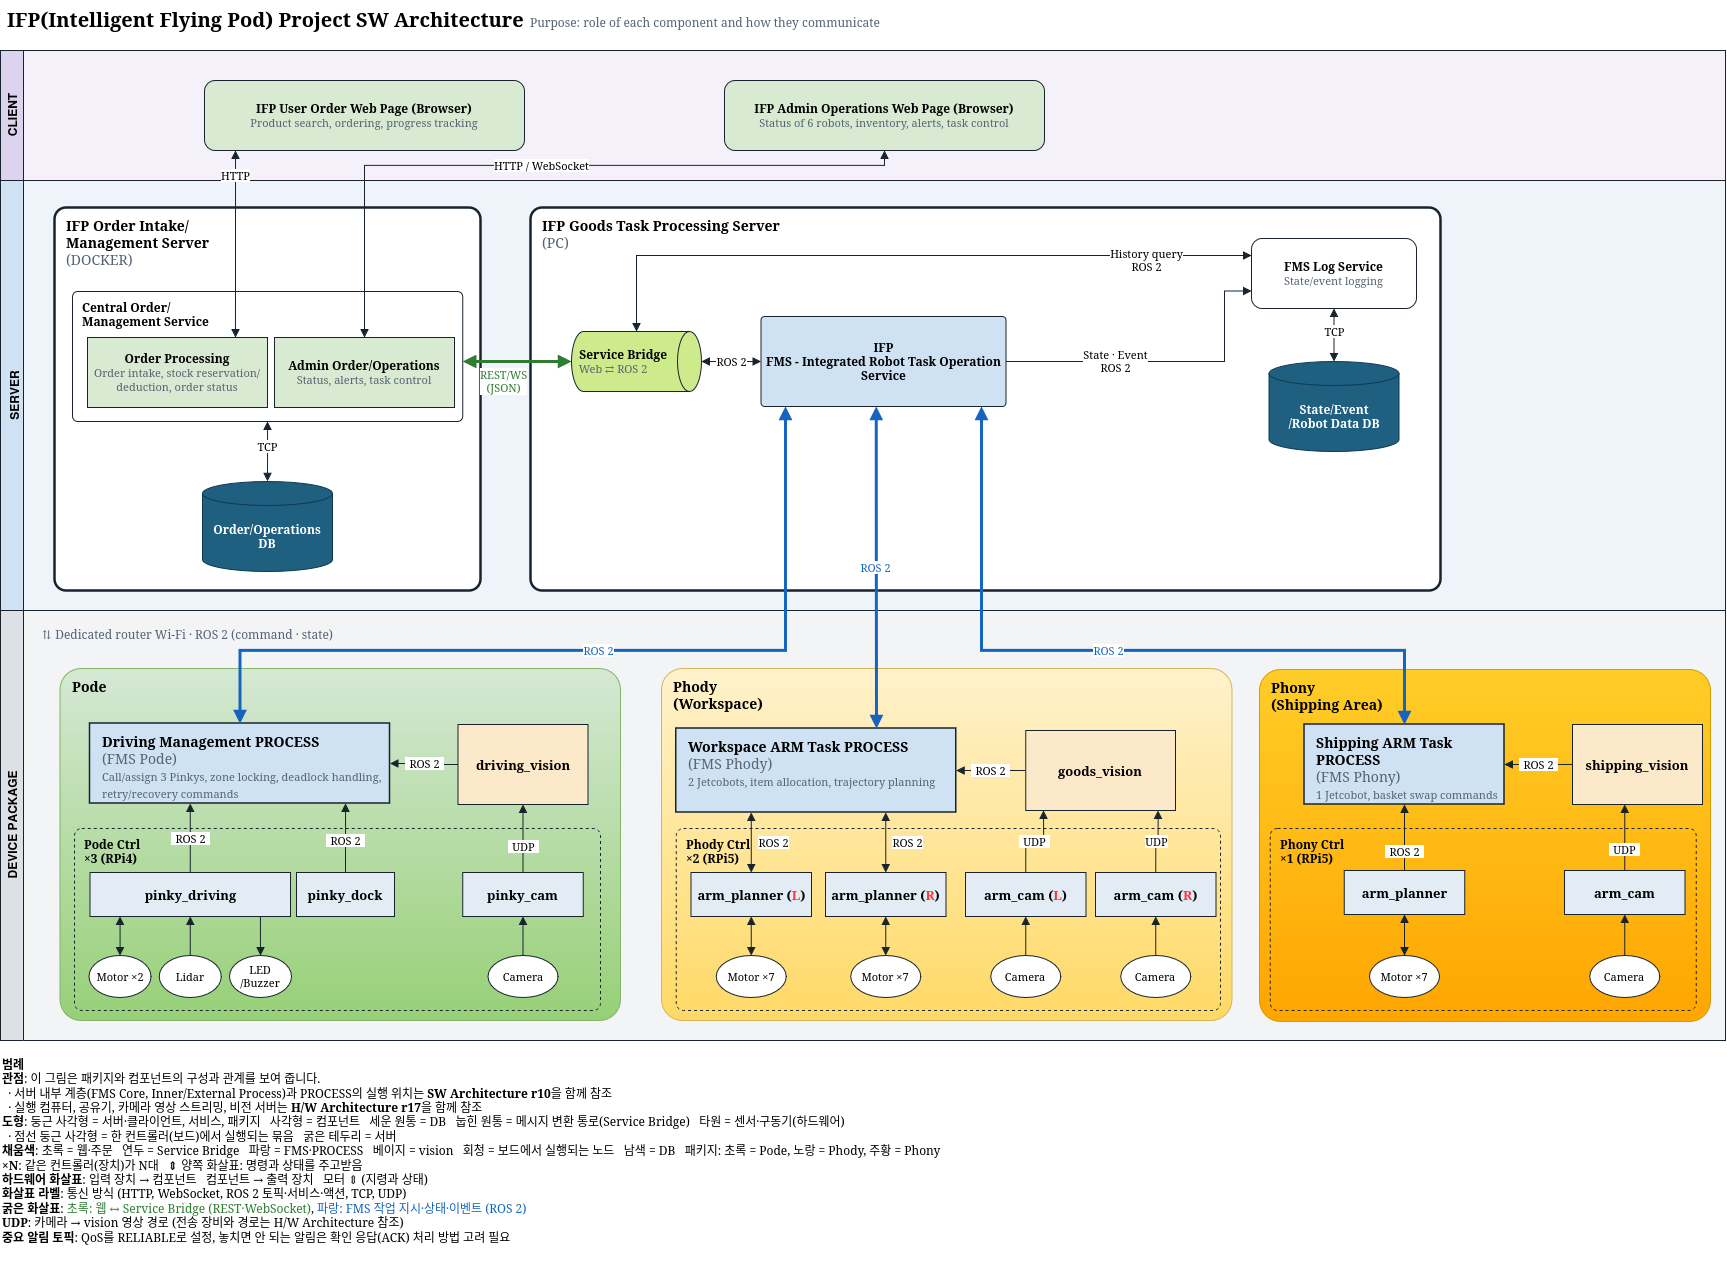 IFP(Intelligent Flying Pod) Project SW Architecture Purpose: role of each component and how they communicate
CLIENT
IFP User Order Web Page (Browser)
Product search, ordering, progress tracking
IFP Admin Operations Web Page (Browser)
Status of 6 robots, inventory, alerts, task control
HTTP
HTTP / WebSocket
SERVER
IFP Order Intake/
Management Server
(DOCKER)
Central Order/
Management Service
Order Processing
Order intake, stock reservation/
deduction, order status
Admin Order/Operations
Status, alerts, task control
TCP
Order/Operations
DB
REST/WS
(JSON)
IFP Goods Task Processing Server
(PC)
Service Bridge
Web ⇄ ROS 2
ROS 2
IFP
FMS - Integrated Robot Task Operation
Service
History query
ROS 2
State · Event
ROS 2
FMS Log Service
State/event logging
TCP
State/Event
/Robot Data DB
ROS 2
DEVICE PACKAGE
⇅ Dedicated router Wi-Fi · ROS 2 (command · state)
ROS 2
ROS 2
Pode
Driving Management PROCESS
(FMS Pode)
Call/assign 3 Pinkys, zone locking, deadlock handling,
retry/recovery commands
ROS 2
driving_vision
ROS 2
ROS 2
UDP
Pode Ctrl
×3 (RPi4)
pinky_driving
pinky_dock
pinky_cam
Motor ×2
Lidar
LED
/Buzzer
Camera
Phody
(Workspace)
Workspace ARM Task PROCESS
(FMS Phody)
2 Jetcobots, item allocation, trajectory planning
ROS 2
goods_vision
Phody Ctrl
×2 (RPi5)
ROS 2
ROS 2
UDP
UDP
arm_planner (L)
arm_planner (R)
arm_cam (L)
arm_cam (R)
Motor ×7
Motor ×7
Camera
Camera
Phony
(Shipping Area)
Shipping ARM Task
PROCESS
(FMS Phony)
1 Jetcobot, basket swap commands
ROS 2
shipping_vision
Phony Ctrl
×1 (RPi5)
ROS 2
UDP
arm_planner
arm_cam
Motor ×7
Camera
범례
관점: 이 그림은 패키지와 컴포넌트의 구성과 관계를 보여 줍니다.
· 서버 내부 계층(FMS Core, Inner/External Process)과 PROCESS의 실행 위치는 SW Architecture r10을 함께 참조
· 실행 컴퓨터, 공유기, 카메라 영상 스트리밍, 비전 서버는 H/W Architecture r17을 함께 참조
도형: 둥근 사각형 = 서버·클라이언트, 서비스, 패키지 사각형 = 컴포넌트 세운 원통 = DB 눕힌 원통 = 메시지 변환 통로(Service Bridge) 타원 = 센서·구동기(하드웨어)
· 점선 둥근 사각형 = 한 컨트롤러(보드)에서 실행되는 묶음 굵은 테두리 = 서버
채움색: 초록 = 웹·주문 연두 = Service Bridge 파랑 = FMS·PROCESS 베이지 = vision 회청 = 보드에서 실행되는 노드 남색 = DB 패키지: 초록 = Pode, 노랑 = Phody, 주황 = Phony
×N: 같은 컨트롤러(장치)가 N대 ⇕ 양쪽 화살표: 명령과 상태를 주고받음
하드웨어 화살표: 입력 장치 → 컴포넌트 컴포넌트 → 출력 장치 모터 ⇕ (지령과 상태)
화살표 라벨: 통신 방식 (HTTP, WebSocket, ROS 2 토픽·서비스·액션, TCP, UDP)
굵은 화살표: 초록: 웹 ↔ Service Bridge (REST·WebSocket), 파랑: FMS 작업 지시·상태·이벤트 (ROS 2)
UDP: 카메라 → vision 영상 경로 (전송 장비와 경로는 H/W Architecture 참조)
중요 알림 토픽: QoS를 RELIABLE로 설정, 놓치면 안 되는 알림은 확인 응답(ACK) 처리 방법 고려 필요